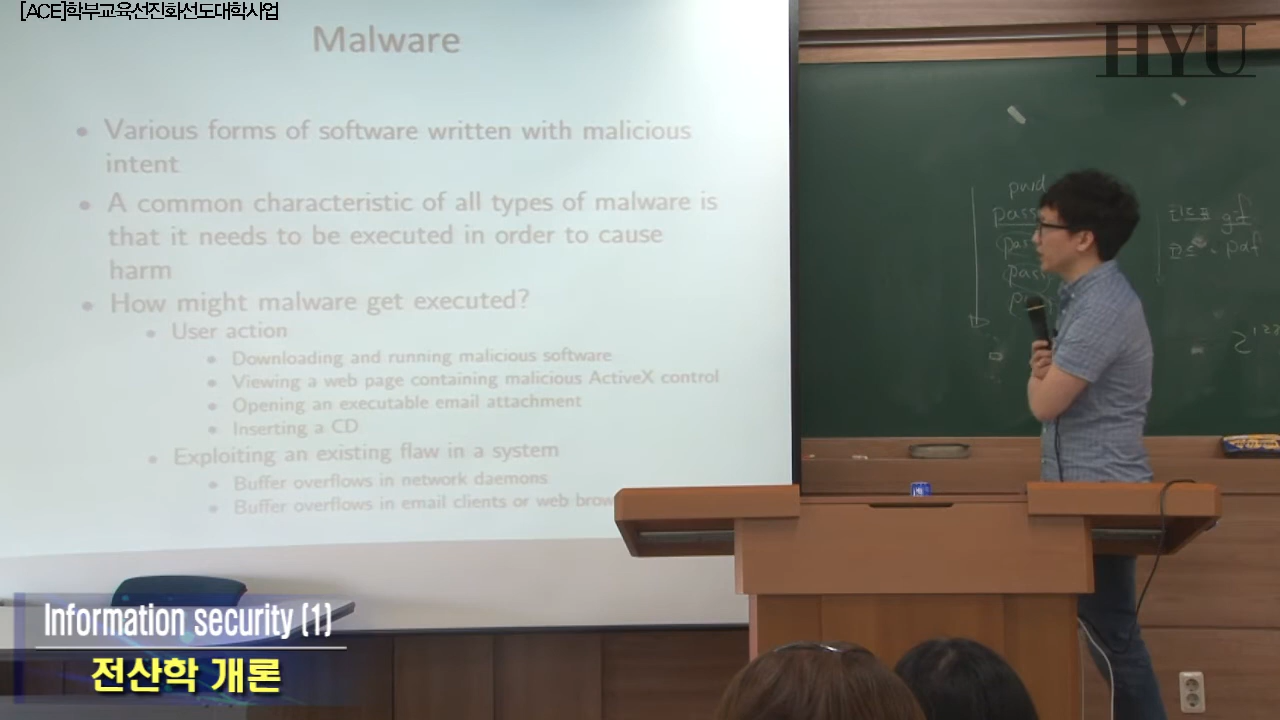 [ACE]학부교육선진화선도대학사업
HYU
Malware
• Various forms of software written with malicious
intent
• A common characteristic of all types of malware is
that it needs to be executed in order to cause
harm
• How might malware get executed?
• User action
• Downloading and running malicious software
• Viewing a web page containing malicious ActiveX control
• Opening an executable email attachment
• Inserting a CD
• Exploiting an existing flaw in a system
• Buffer overflows in network daemons
• Buffer overflows in email clients or web
pwd
gif
Information security (1)
전산학 개론